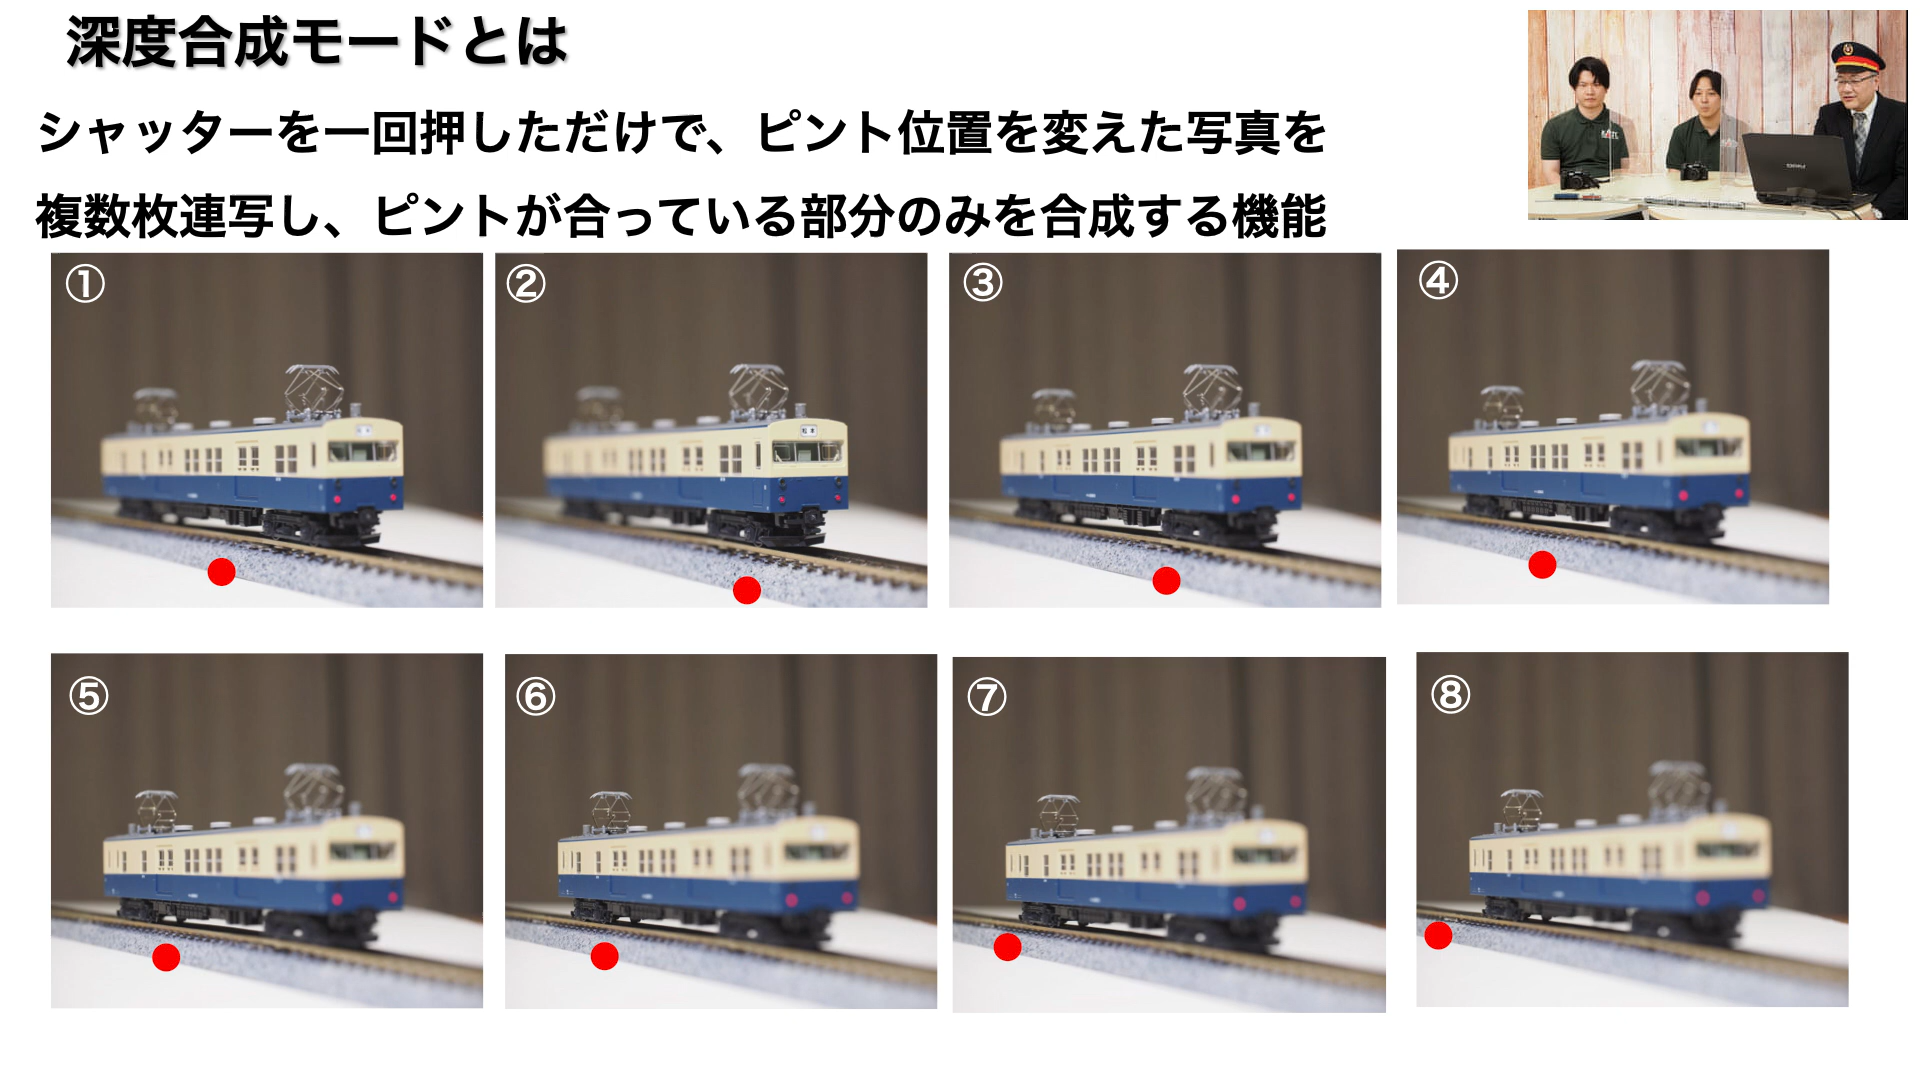 深度合成モードとは
シャッターを一回押しただけで、ピント位置を変えた写真を
複数枚連写し、ピントが合っている部分のみを合成する機能
①
②
③
④
松本
⑤
⑥
⑦
⑧